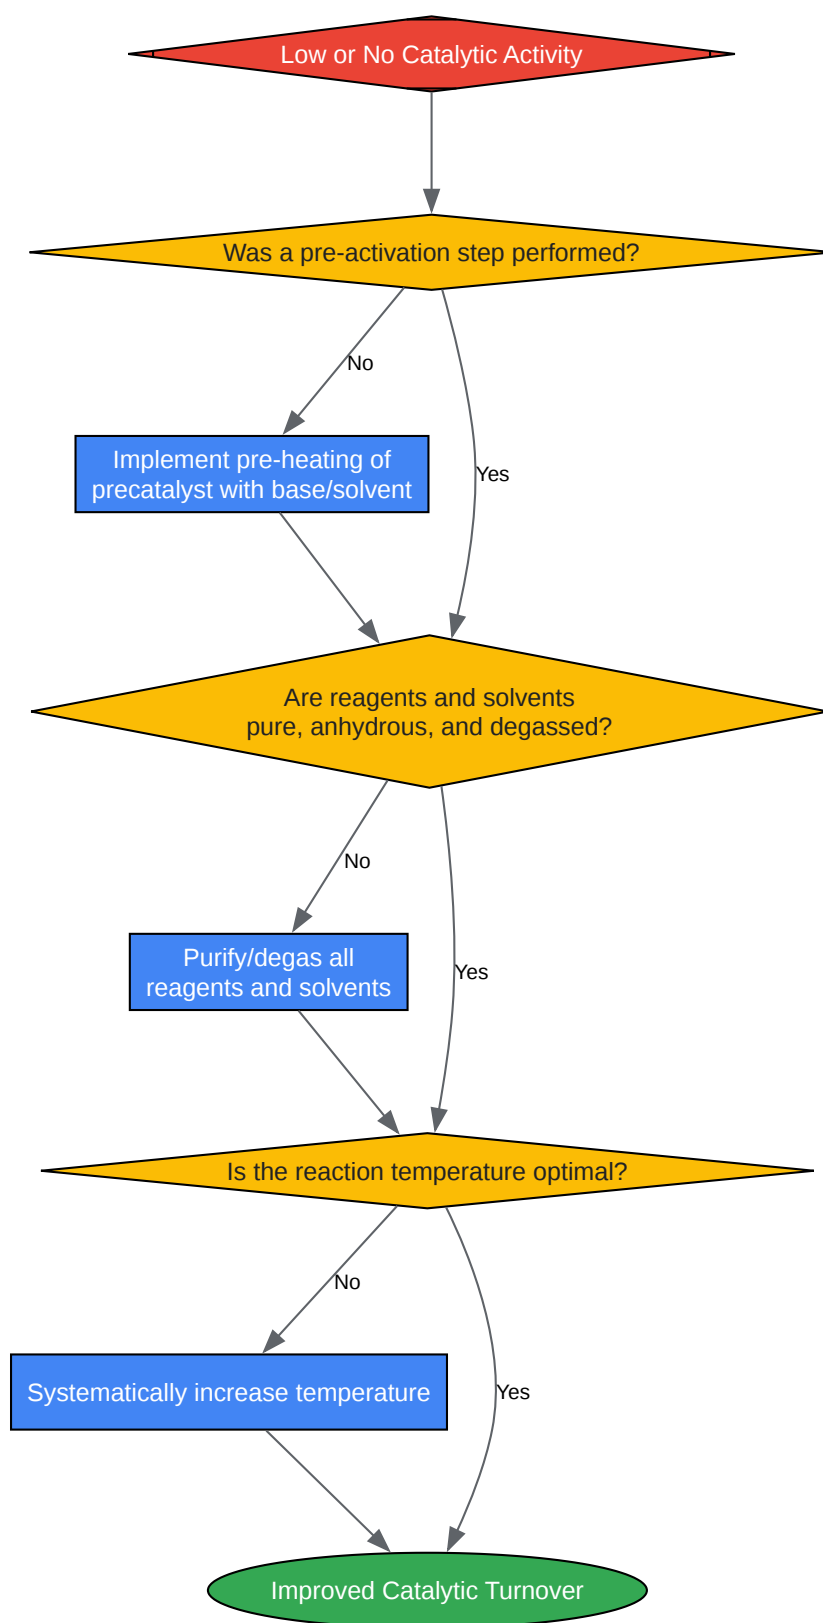 Low or No Catalytic Activity
Was a pre-activation step performed?
No
Implement pre-heating of
precatalyst with base/solvent
Yes
Are reagents and solvents
pure, anhydrous, and degassed?
No
Purify/degas all
reagents and solvents
Yes
Is the reaction temperature optimal?
No
Systematically increase temperature
Yes
Improved Catalytic Turnover